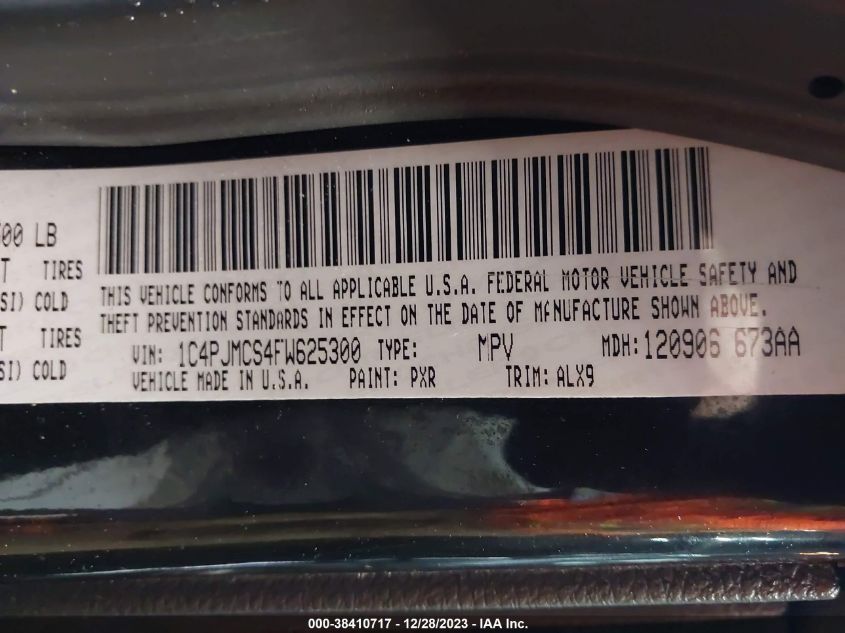 00 LB
T TIRES
SI) COLD
T TIRES
SI) COLD
THIS VEHICLE CONFORMS TO ALL APPLICABLE U.S.A. FEDERAL MOTOR VEHICLE SAFETY AND
THEFT PREVENTION STANDARDS IN EFFECT ON THE DATE OF MANUFACTURE SHOWN ABOVE.
VIN: 1C4PJMCS4FW625300 TYPE: MPV MDH: 120906 673AA
VEHICLE MADE IN U.S.A. PAINT: PXR TRIM: ALX9
000-38410717 - 12/28/2023 - IAA Inc.